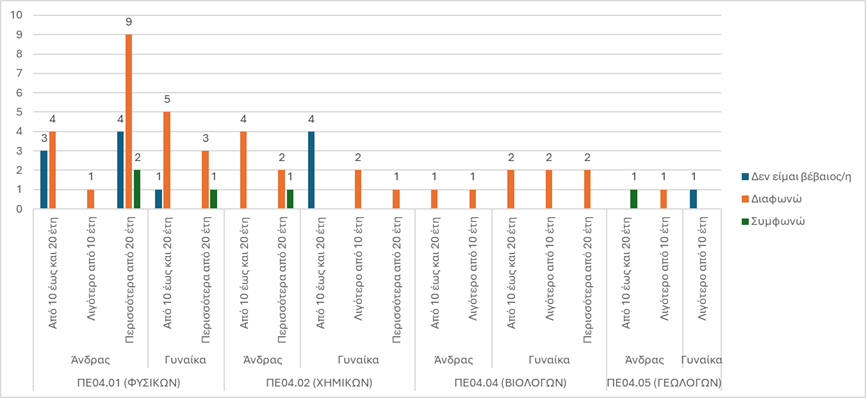 10
9
8
7
6
5
4
3
2
1
0
3
4
1
4
9
2
1
5
3
1
4
2
1
4
2
1
1
1
2
2
2
1
1
1
Από 10 έως και 20 έτη
Λιγότερο από 10 έτη
Περισσότερα από 20 έτη
Από 10 έως και 20 έτη
Περισσότερα από 20 έτη
Από 10 έως και 20 έτη
Περισσότερα από 20 έτη
Από 10 έως και 20 έτη
Λιγότερο από 10 έτη
Περισσότερα από 20 έτη
Από 10 έως και 20 έτη
Λιγότερο από 10 έτη
Από 10 έως και 20 έτη
Λιγότερο από 10 έτη
Περισσότερα από 20 έτη
Από 10 έως και 20 έτη
Λιγότερο από 10 έτη
Λιγότερο από 10 έτη
Άνδρας
Γυναίκα
Άνδρας
Γυναίκα
Άνδρας
Γυναίκα
Άνδρας
Γυναίκα
ΠΕ04.01 (ΦΥΣΙΚΩΝ)
ΠΕ04.02 (ΧΗΜΙΚΩΝ)
ΠΕ04.04 (ΒΙΟΛΟΓΩΝ)
ΠΕ04.05 (ΓΕΩΛΟΓΩΝ)
Δεν είμαι βέβαιος/η
Διαφωνώ
Συμφωνώ